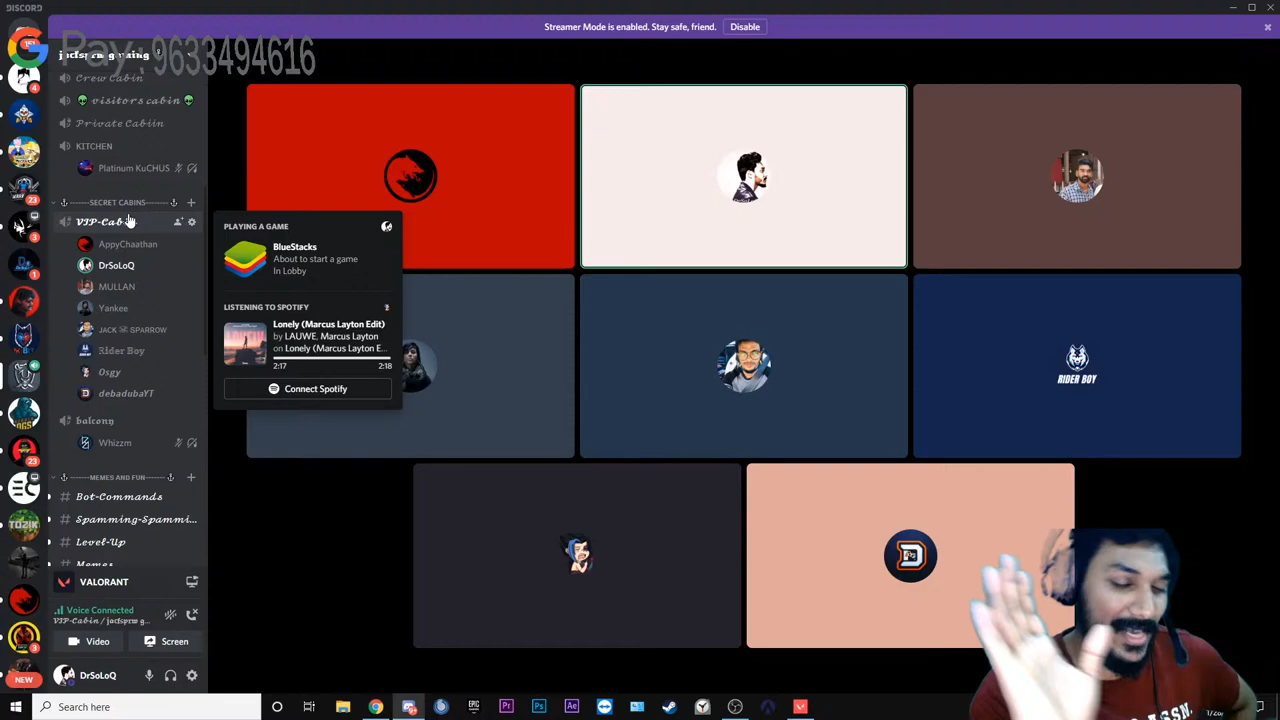 DISCORD
Streamer Mode is enabled. Stay safe, friend.
Disable
G Pay : 9633494616
Crew Cabin
visitors cabin
Private Cabiin
KITCHEN
Platinum KuCHUS
SECRET CABINS
AppyChaathan
DrSoLoQ
MULLAN
Yankee
JACK SPARROW
Rider Boy
Osgy
debadubaYT
balcony
Whizzm
MEMES AND FUN
Bot-Commands
Spamming-Spammi...
Level-Up
Memes
VALORANT
Voice Connected
VIP-Cabin / jacksprw g...
Video
Screen
DrSoLoQ
NEW
PLAYING A GAME
BlueStacks
About to start a game
In Lobby
LISTENING TO SPOTIFY
Lonely (Marcus Layton Edit)
by LAUWE, Marcus Layton
on Lonely (Marcus Layton E...
2:17
2:18
Connect Spotify
RIDER BOY
Search here